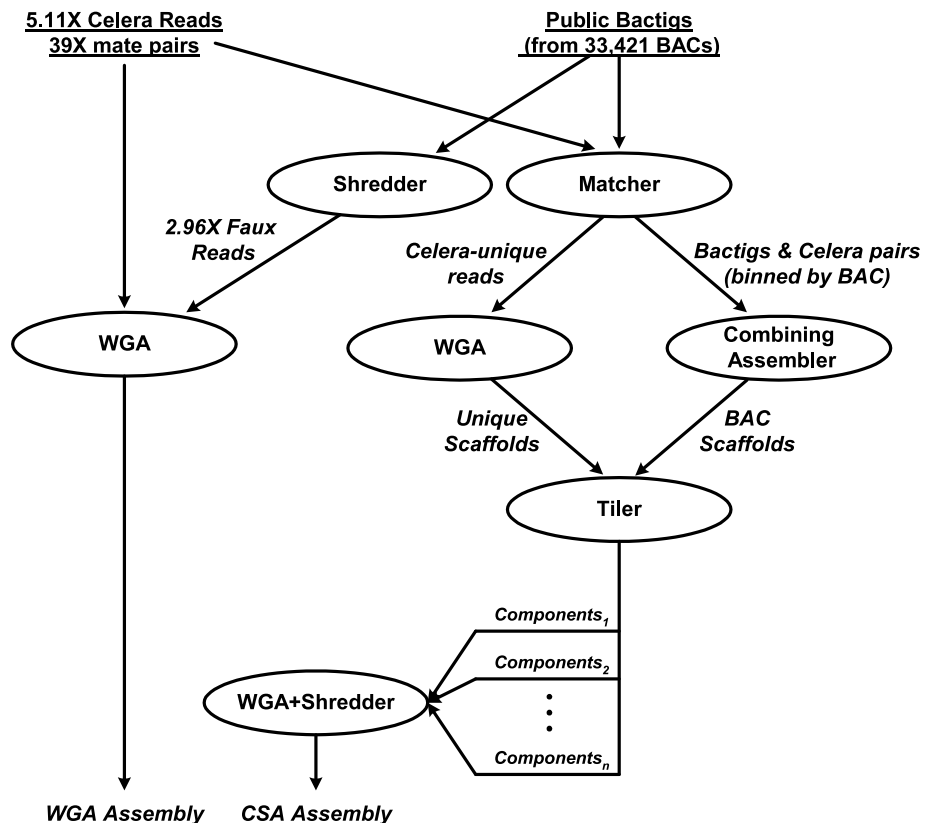 5.11X Celera Reads
39X mate pairs
Public Bactigs
(from 33,421 BACs)
Shredder
Matcher
2.96X Faux
Reads
Celera-unique
reads
Bactigs & Celera pairs
(binned by BAC)
WGA
WGA
Combining
Assembler
Unique
Scaffolds
BAC
Scaffolds
Tiler
Components1
Components2
WGA+Shredder
Componentsn
WGA Assembly
CSA Assembly